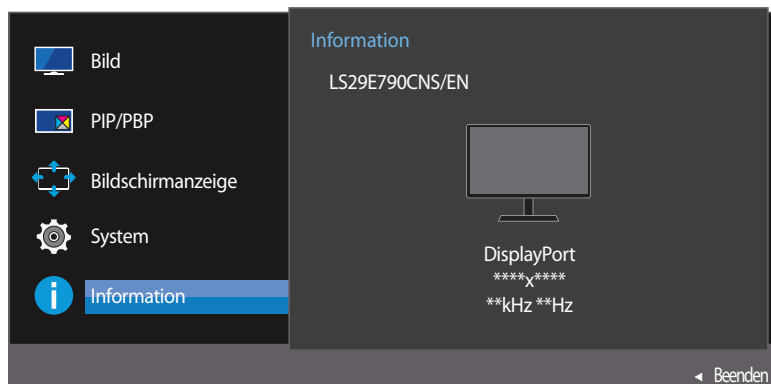 Bild
PIP/PBP
Bildschirmanzeige
System
Information
Information
LS29E790CNS/EN
DisplayPort
****x****
**kHz **Hz
◄ Beenden